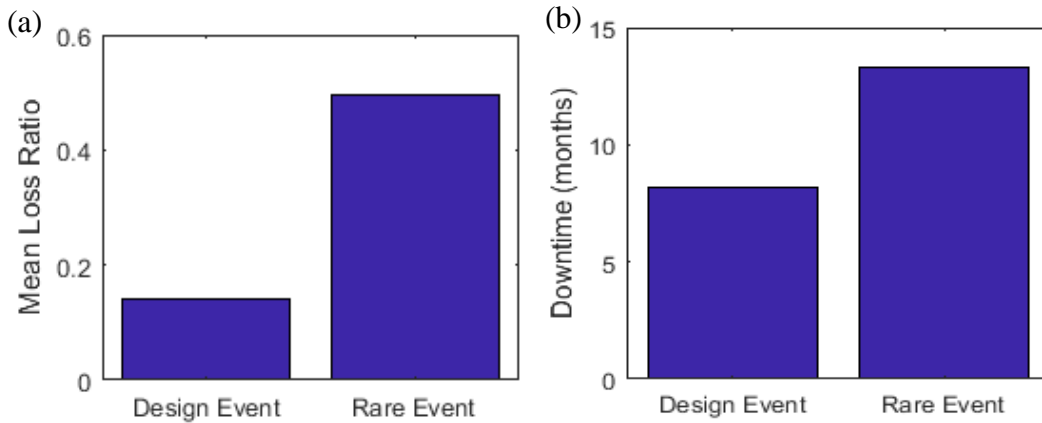 (a)
0.6
0.4
0.2
0
Mean Loss Ratio
Design Event
Rare Event
(b)
15
10
5
0
Downtime (months)
Design Event
Rare Event